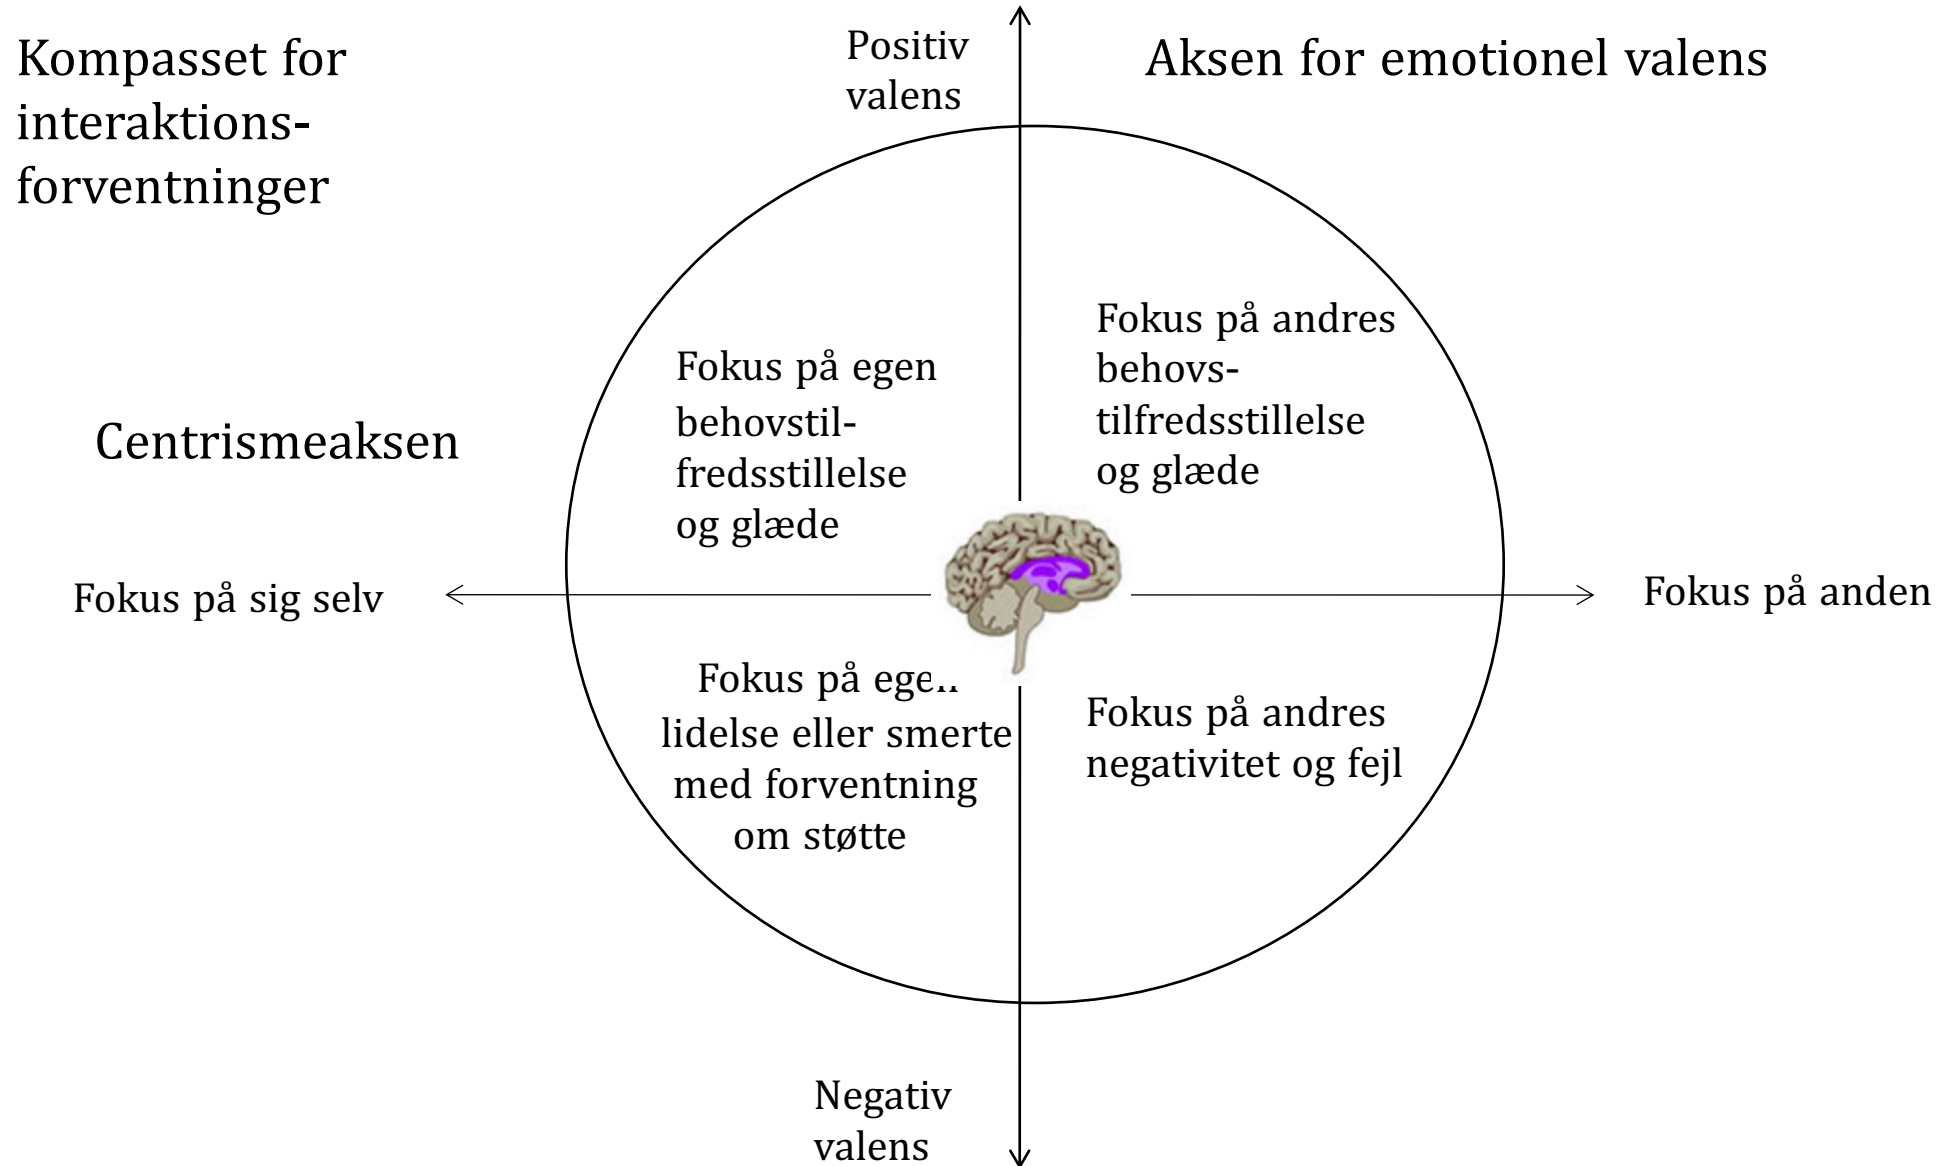 Kompasset for
interaktions-
forventninger
Positiv
valens
Aksen for emotionel valens
Fokus på egen
behovstil-
fredsstillelse
og glæde
Fokus på andres
behovs-
tilfredsstillelse
og glæde
Centrismeaksen
Fokus på sig selv
Fokus på anden
Fokus på egen
lidelse eller smerte
med forventning
om støtte
Fokus på andres
negativitet og fejl
Negativ
valens